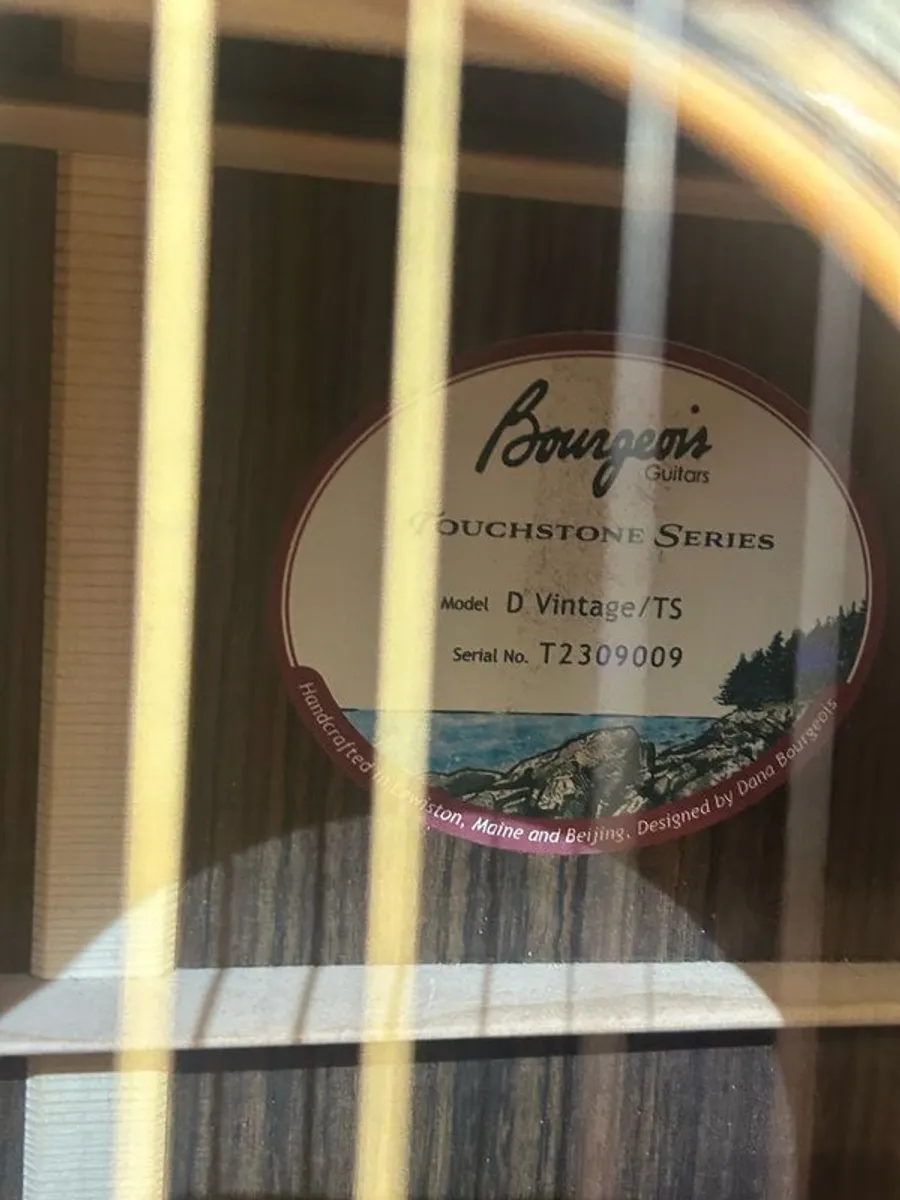 Bourgeois
Guitars
Touchstone Series
Model D Vintage/TS
Serial No. T2309009
Handcrafted in Lewiston, Maine and Beijing, Designed by Dana Bourgeois